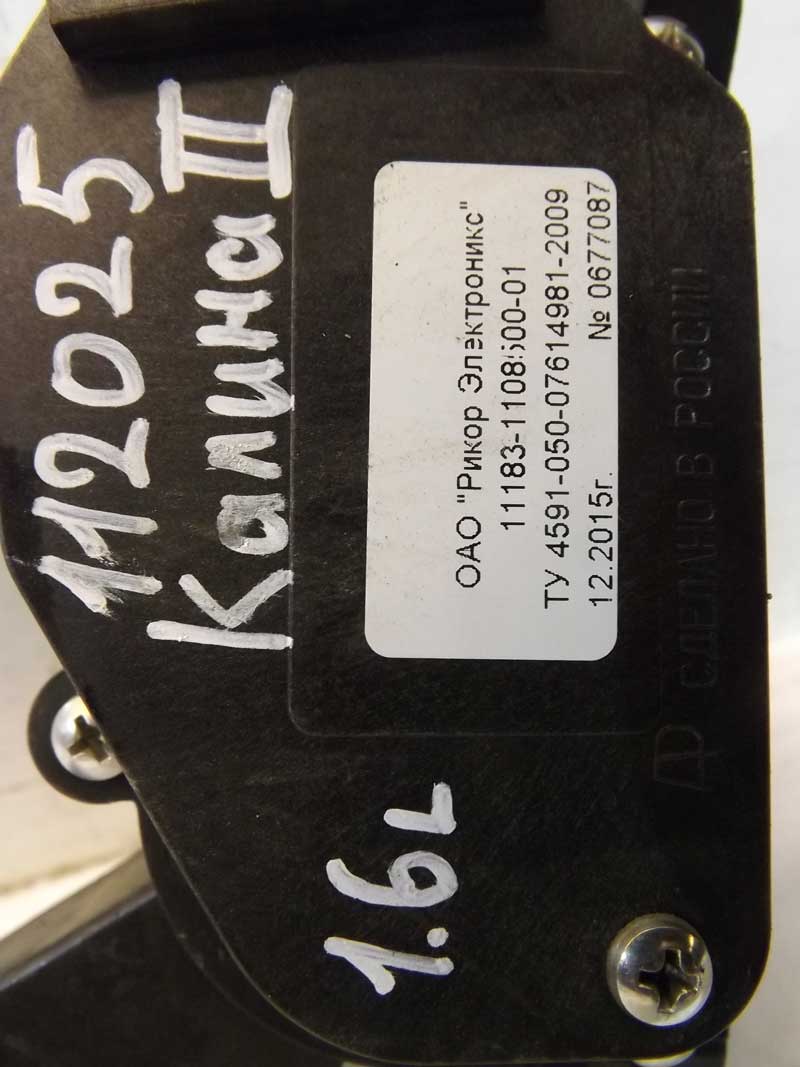 112025
Калина II
ОАО "Рикор Электроникс"
11183-1108500-01
ТУ 4591-050-07614981-2009
12.2015г. № 0677087
СДЕЛАНО В РОССИИ
1.6L